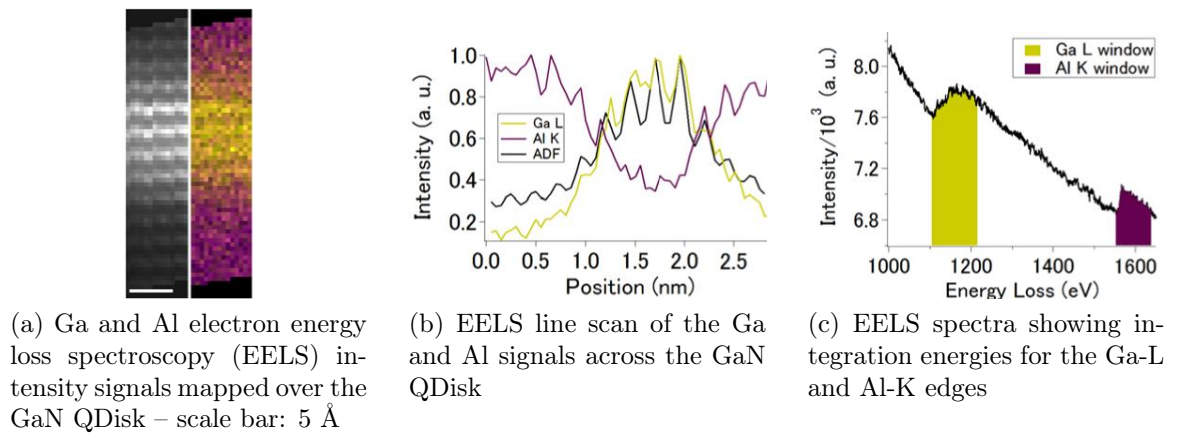 1.0
0.8
0.6
0.4
0.2
Intensity (a. u.)
Ga L
Al K
ADF
0.0 0.5 1.0 1.5 2.0 2.5
Position (nm)
8.0
7.6
7.2
6.8
Intensity/10³ (a. u.)
Ga L window
Al K window
1000 1200 1400 1600
Energy Loss (eV)
(a) Ga and Al electron energy
loss spectroscopy (EELS) in-
tensity signals mapped over the
GaN QDisk – scale bar: 5 Å
(b) EELS line scan of the Ga
and Al signals across the GaN
QDisk
(c) EELS spectra showing in-
tegration energies for the Ga-L
and Al-K edges